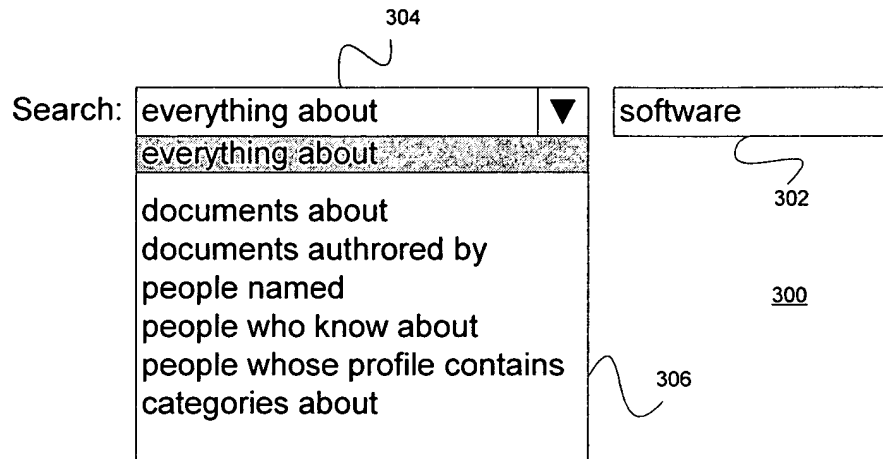 304
Search: everything about ▼ software
everything about
302
documents about
documents authrored by
people named
300
people who know about
people whose profile contains
306
categories about